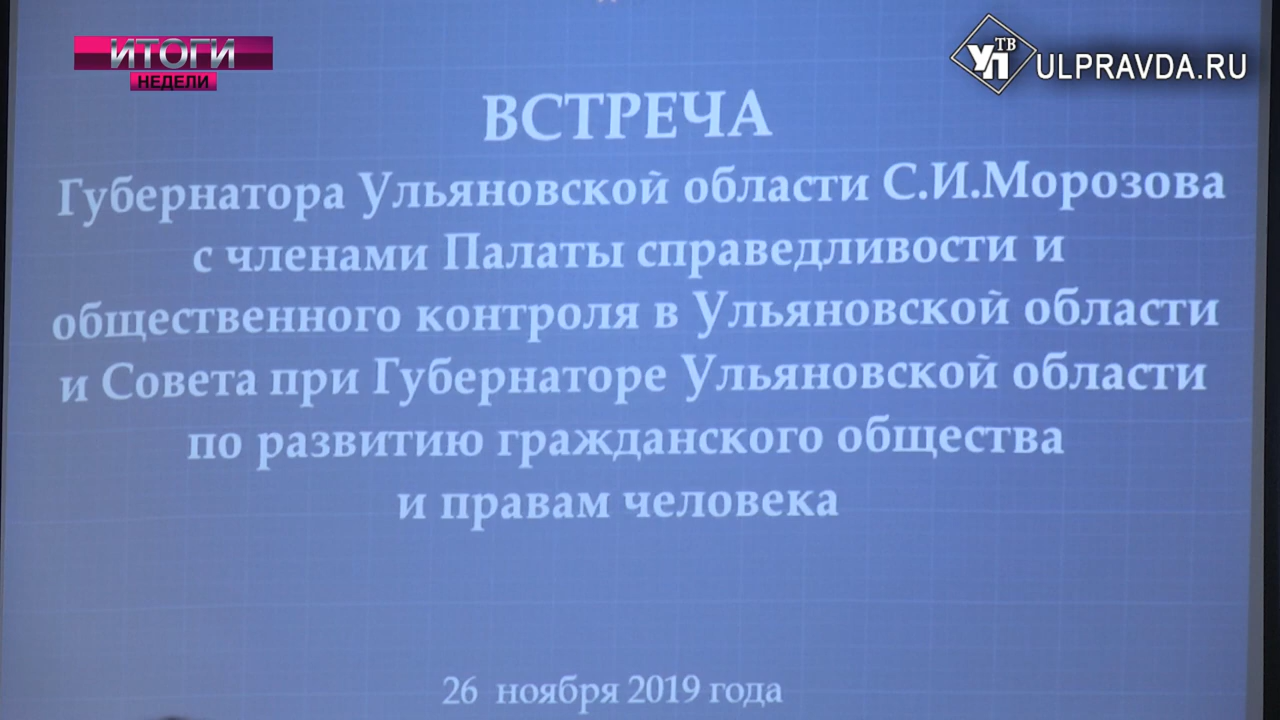 ИТОГИ
НЕДЕЛИ
УП ТВ
ULPRAVDA.RU
ВСТРЕЧА
Губернатора Ульяновской области С.И.Морозова
с членами Палаты справедливости и
общественного контроля в Ульяновской области
и Совета при Губернаторе Ульяновской области
по развитию гражданского общества
и правам человека
26 ноября 2019 года